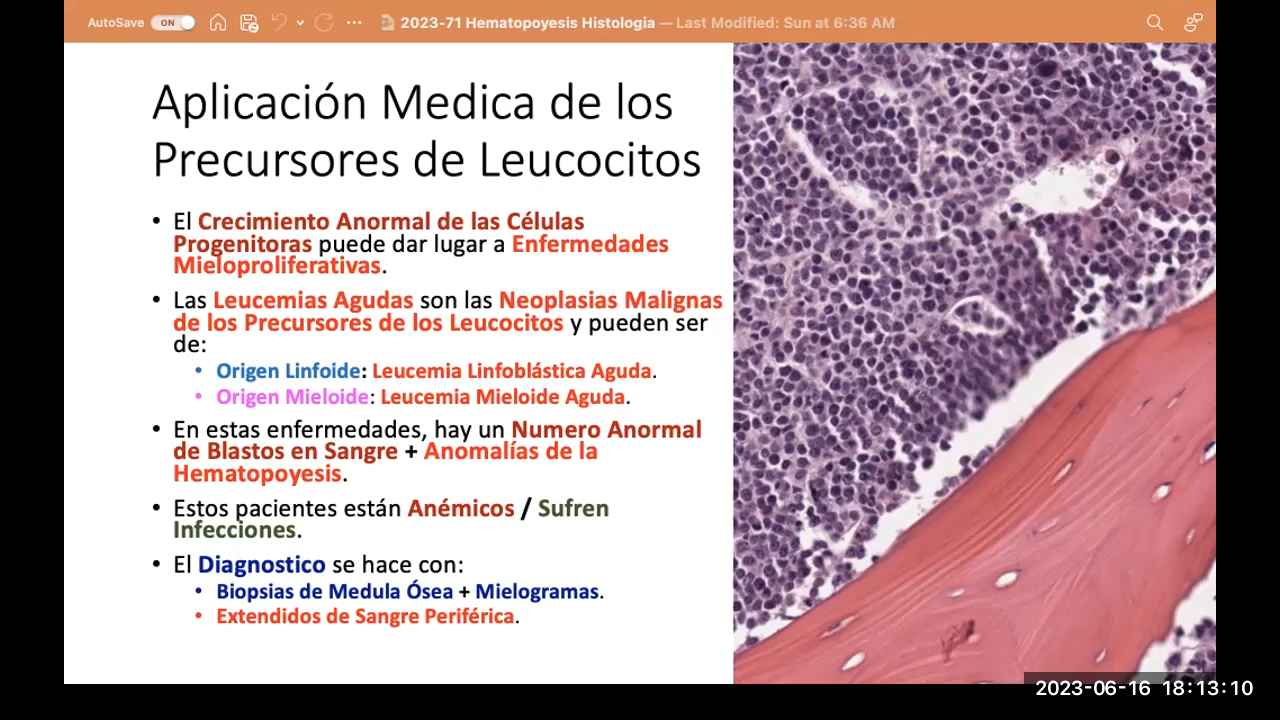 AutoSave ON 2023-71 Hematopoyesis Histologia — Last Modified: Sun at 6:36 AM
Aplicación Medica de los
Precursores de Leucocitos
• El Crecimiento Anormal de las Células
Progenitoras puede dar lugar a Enfermedades
Mieloproliferativas.
• Las Leucemias Agudas son las Neoplasias Malignas
de los Precursores de los Leucocitos y pueden ser
de:
• Origen Linfoide: Leucemia Linfoblástica Aguda.
• Origen Mieloide: Leucemia Mieloide Aguda.
• En estas enfermedades, hay un Numero Anormal
de Blastos en Sangre + Anomalías de la
Hematopoyesis.
• Estos pacientes están Anémicos / Sufren
Infecciones.
• El Diagnostico se hace con:
• Biopsias de Medula Ósea + Mielogramas.
• Extendidos de Sangre Periférica.
2023-06-16 18:13:10